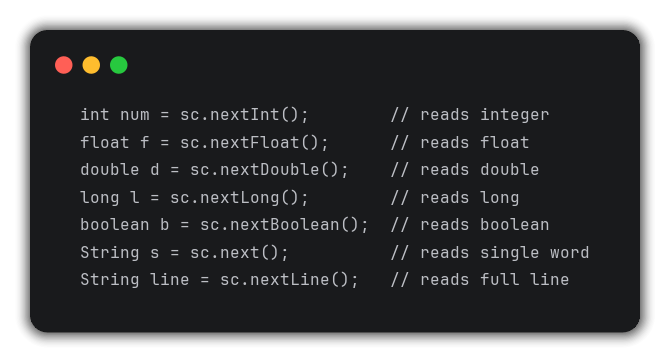 int num = sc.nextInt();        // reads integer
float f = sc.nextFloat();      // reads float
double d = sc.nextDouble();    // reads double
long l = sc.nextLong();        // reads long
boolean b = sc.nextBoolean();  // reads boolean
String s = sc.next();          // reads single word
String line = sc.nextLine();   // reads full line